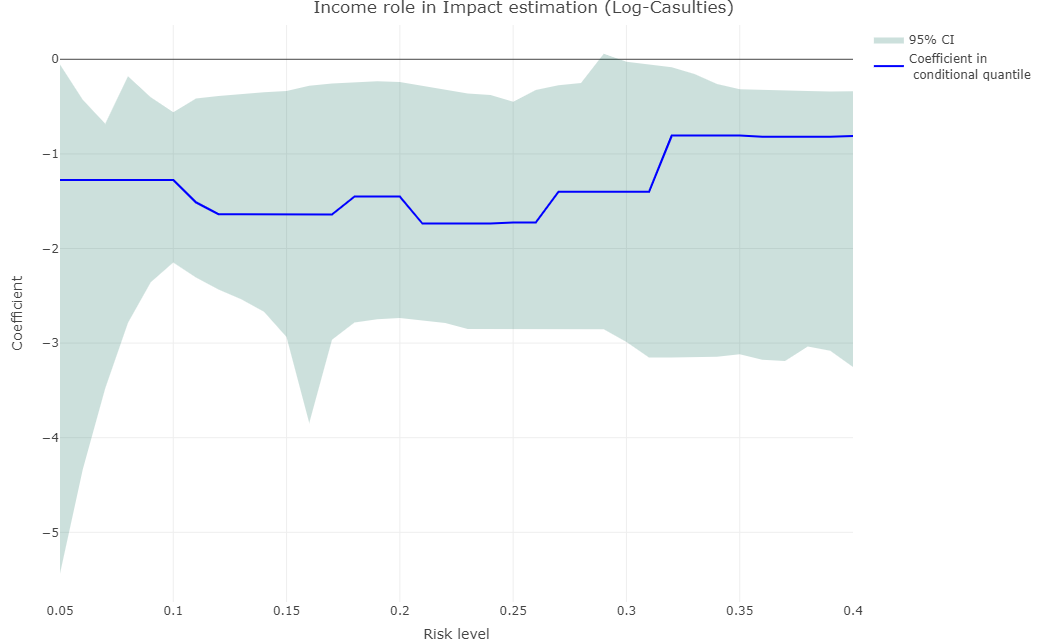 Income role in Impact estimation (Log-Casulties)
95% CI
Coefficient in
conditional quantile
0
−1
−2
−3
−4
−5
Coefficient
0.05 0.1 0.15 0.2 0.25 0.3 0.35 0.4
Risk level